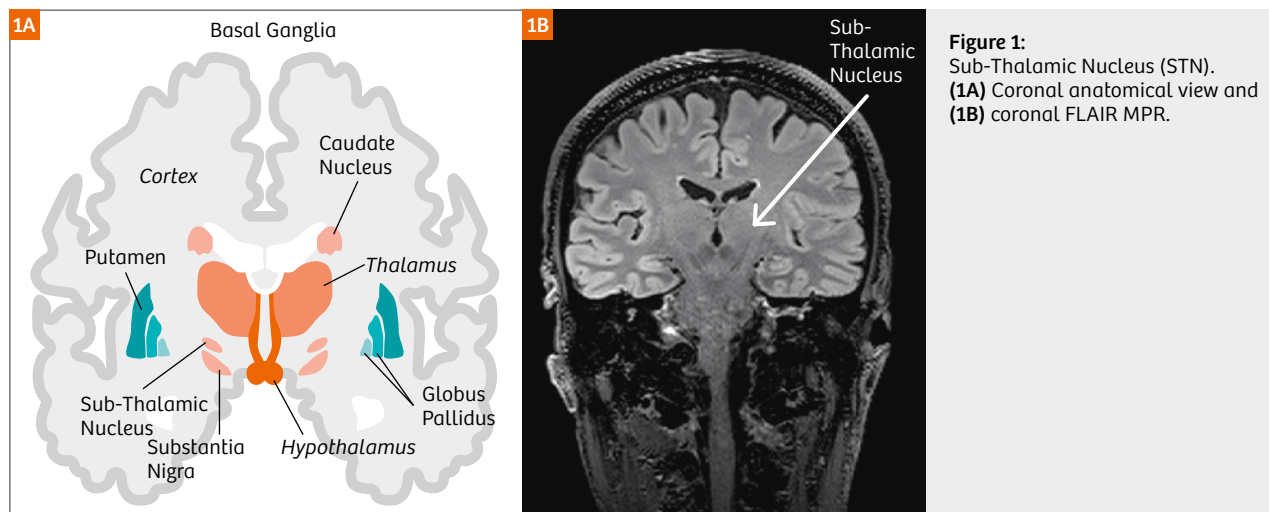 1A
Basal Ganglia
Cortex
Caudate
Nucleus
Putamen
Thalamus
Sub-Thalamic
Nucleus
Substantia
Nigra
Hypothalamus
Globus
Pallidus
1B
Sub-
Thalamic
Nucleus
Figure 1:
Sub-Thalamic Nucleus (STN).
(1A) Coronal anatomical view and
(1B) coronal FLAIR MPR.